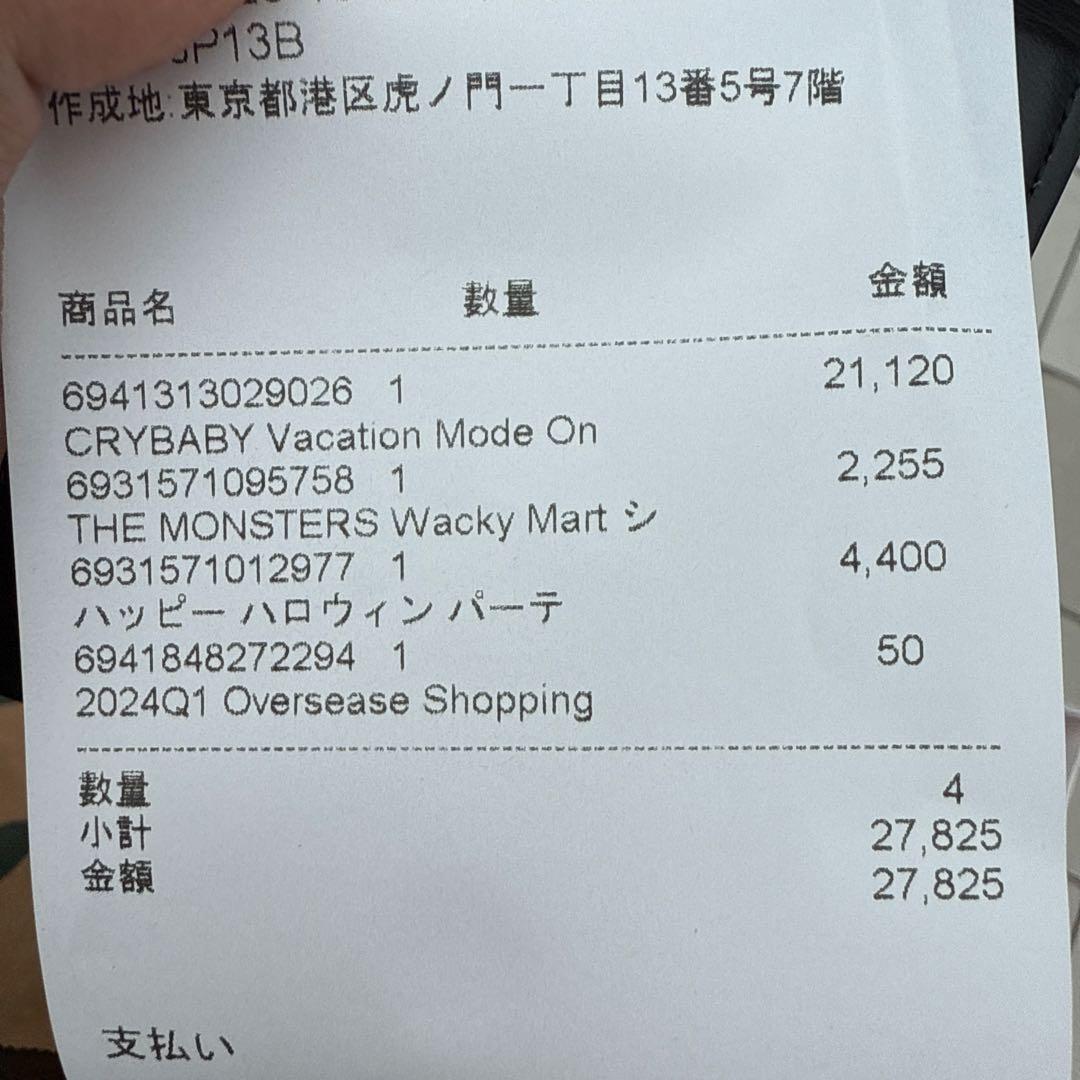 JP13B
作成地:東京都港区虎ノ門一丁目13番5号7階
商品名 数量 金額
6941313029026 1 21,120
CRYBABY Vacation Mode On
6931571095758 1 2,255
THE MONSTERS Wacky Mart シ
6931571012977 1 4,400
ハッピー ハロウィン パーテ
6941848272294 1 50
2024Q1 Oversease Shopping
数量 4
小計 27,825
金額 27,825
支払い